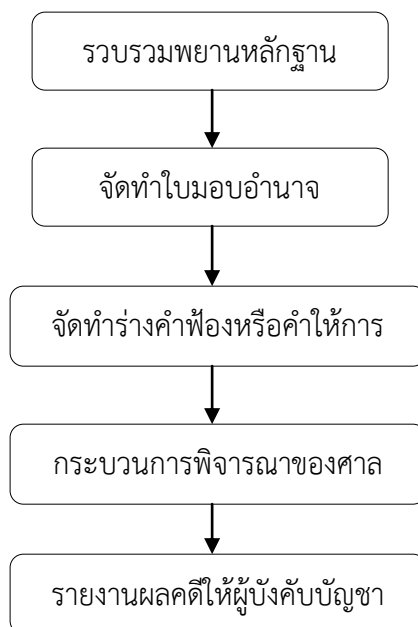 รวบรวมพยานหลักฐาน
จัดทำใบมอบอำนาจ
จัดทำร่างคำฟ้องหรือคำให้การ
กระบวนการพิจารณาของศาล
รายงานผลคดีให้ผู้บังคับบัญชา